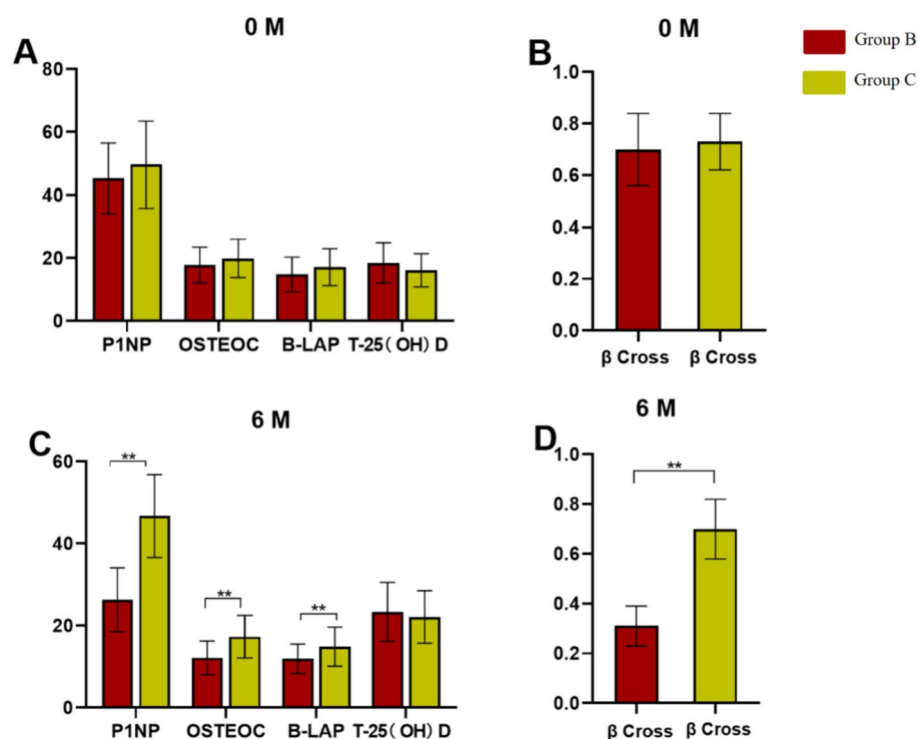 0 M
0 M
Group B
Group C
A
B
80
60
40
20
0
P1NP OSTEOC B-LAP T-25( OH) D
1.0
0.8
0.6
0.4
0.2
0.0
β Cross β Cross
6 M
6 M
C
D
60
40
20
0
**
**
**
P1NP OSTEOC B-LAP T-25( OH) D
1.0
0.8
0.6
0.4
0.2
0.0
**
β Cross β Cross